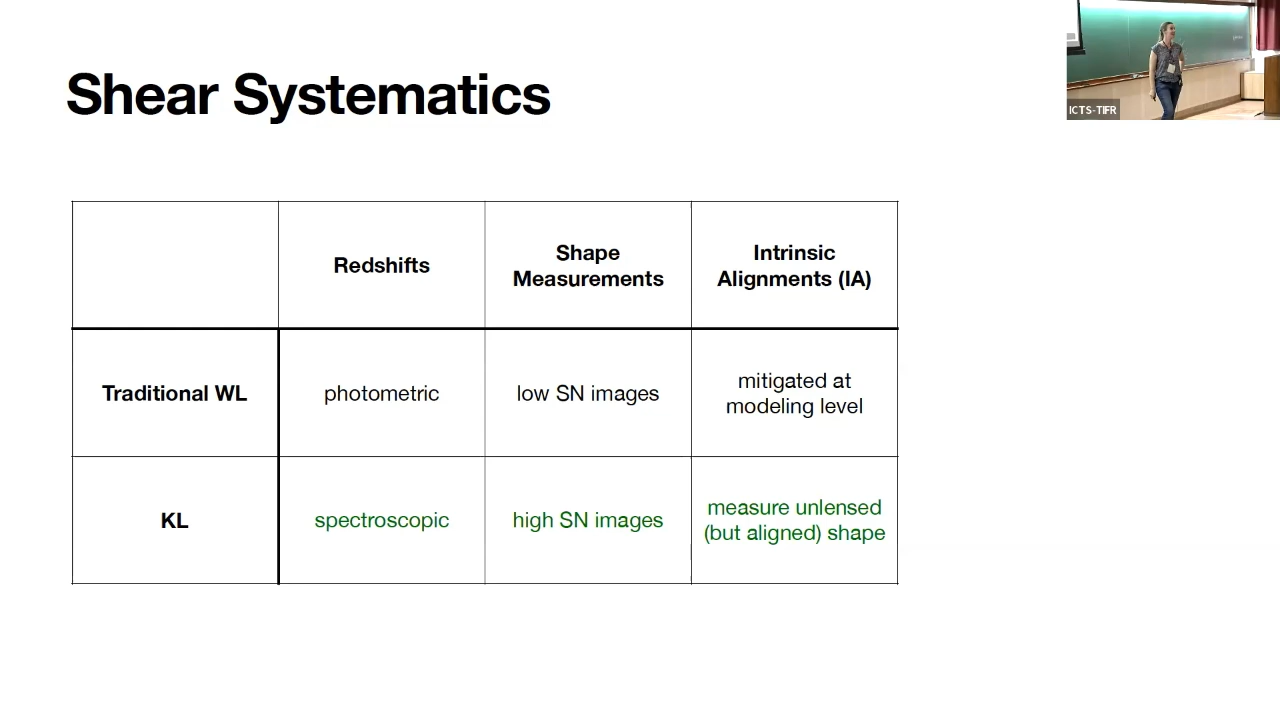 Shear Systematics
ICTS-TIFR
Redshifts
Shape
Measurements
Intrinsic
Alignments (IA)
Traditional WL
photometric
low SN images
mitigated at
modeling level
KL
spectroscopic
high SN images
measure unlensed
(but aligned) shape